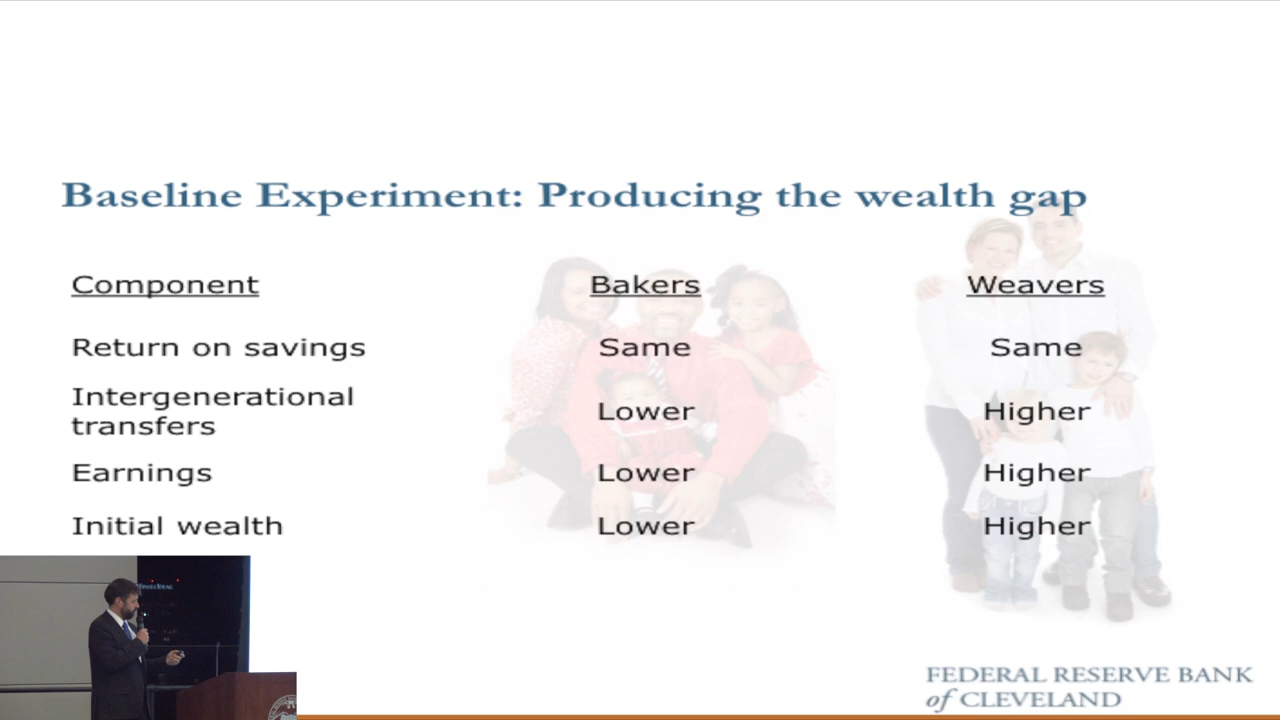 Baseline Experiment: Producing the wealth gap
Component Bakers Weavers
Return on savings Same Same
Intergenerational
transfers Lower Higher
Earnings Lower Higher
Initial wealth Lower Higher
FEDERAL RESERVE BANK
of CLEVELAND